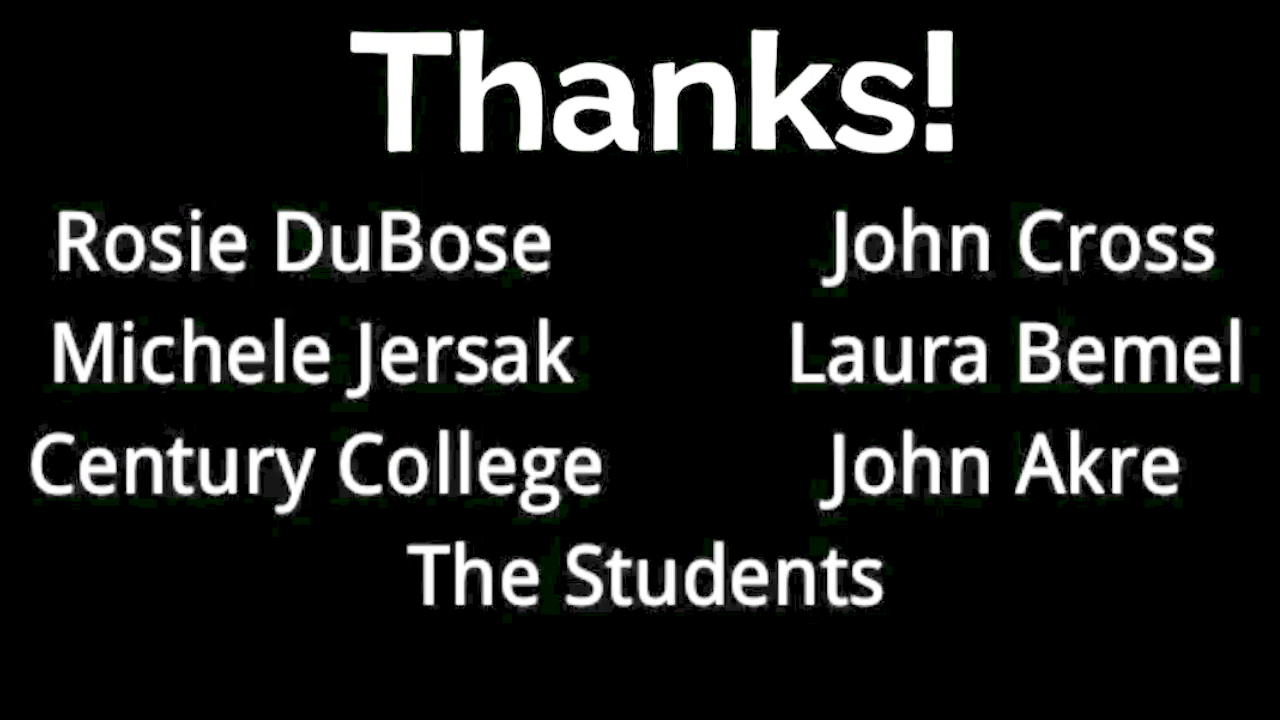 Thanks!
Rosie DuBose
John Cross
Michele Jersak
Laura Bemel
Century College
John Akre
The Students